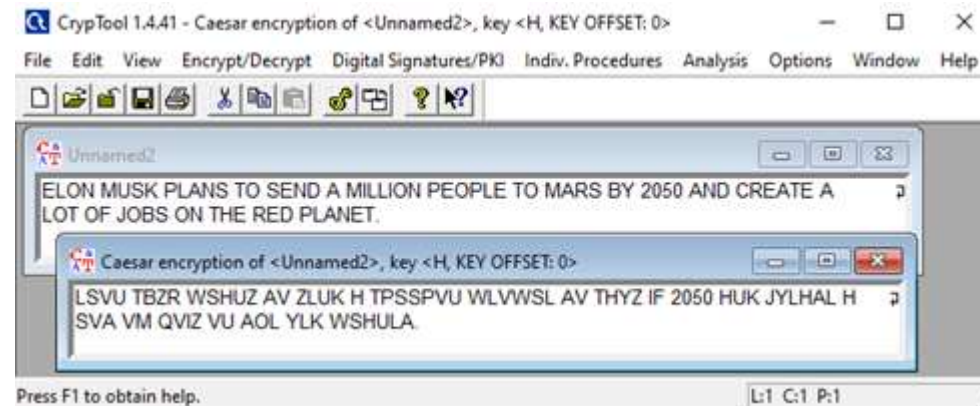 CrypTool 1.4.41 - Caesar encryption of <Unnamed2>, key <H, KEY OFFSET: 0>
File Edit View Encrypt/Decrypt Digital Signatures/PKI Indiv. Procedures Analysis Options Window Help
Unnamed2
ELON MUSK PLANS TO SEND A MILLION PEOPLE TO MARS BY 2050 AND CREATE A
LOT OF JOBS ON THE RED PLANET.
Caesar encryption of <Unnamed2>, key <H, KEY OFFSET: 0>
LSVU TBZR WSHUZ AV ZLUK H TPSSPVU WLVWSL AV THYZ IF 2050 HUK JYLHAL H
SVA VM QVIZ VU AOL YLK WSHULA.
Press F1 to obtain help. L:1 C:1 P:1